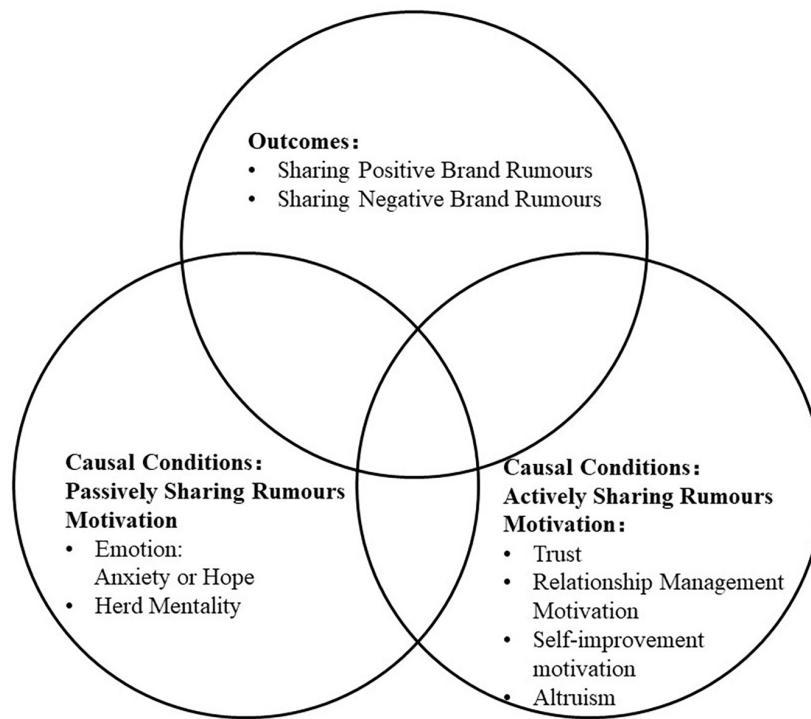 Outcomes:
• Sharing Positive Brand Rumours
• Sharing Negative Brand Rumours
Causal Conditions:
Passively Sharing Rumours
Motivation
• Emotion:
Anxiety or Hope
• Herd Mentality
Causal Conditions:
Actively Sharing Rumours
Motivation:
• Trust
• Relationship Management
Motivation
• Self-improvement
motivation
• Altruism